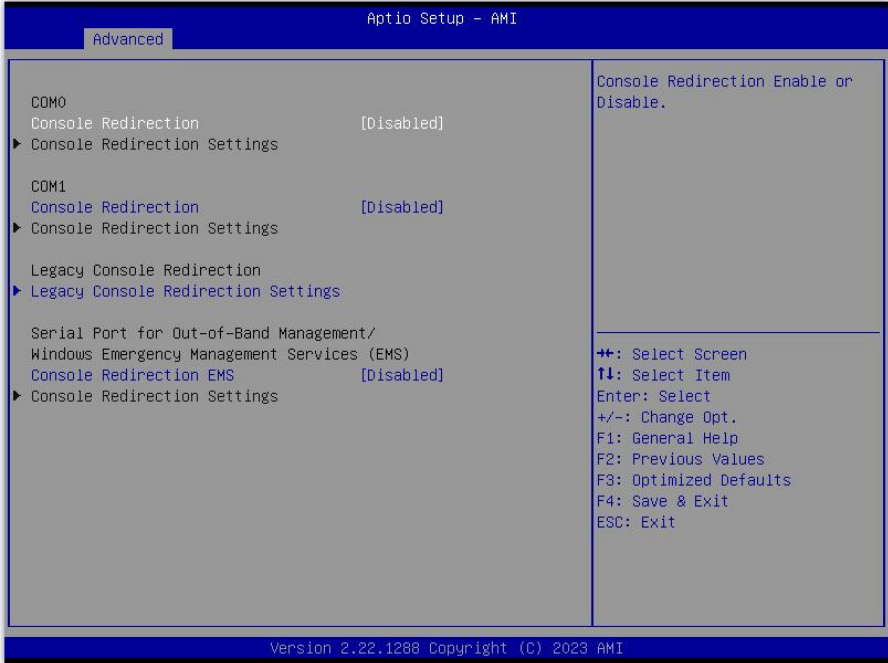 Aptio Setup – AMI
Advanced
COM0
Console Redirection [Disabled]
▶ Console Redirection Settings
COM1
Console Redirection [Disabled]
▶ Console Redirection Settings
Legacy Console Redirection
▶ Legacy Console Redirection Settings
Serial Port for Out-of-Band Management/
Windows Emergency Management Services (EMS)
Console Redirection EMS [Disabled]
▶ Console Redirection Settings
Console Redirection Enable or
Disable.
→←: Select Screen
↑↓: Select Item
Enter: Select
+/-: Change Opt.
F1: General Help
F2: Previous Values
F3: Optimized Defaults
F4: Save & Exit
ESC: Exit
Version 2.22.1288 Copyright (C) 2023 AMI